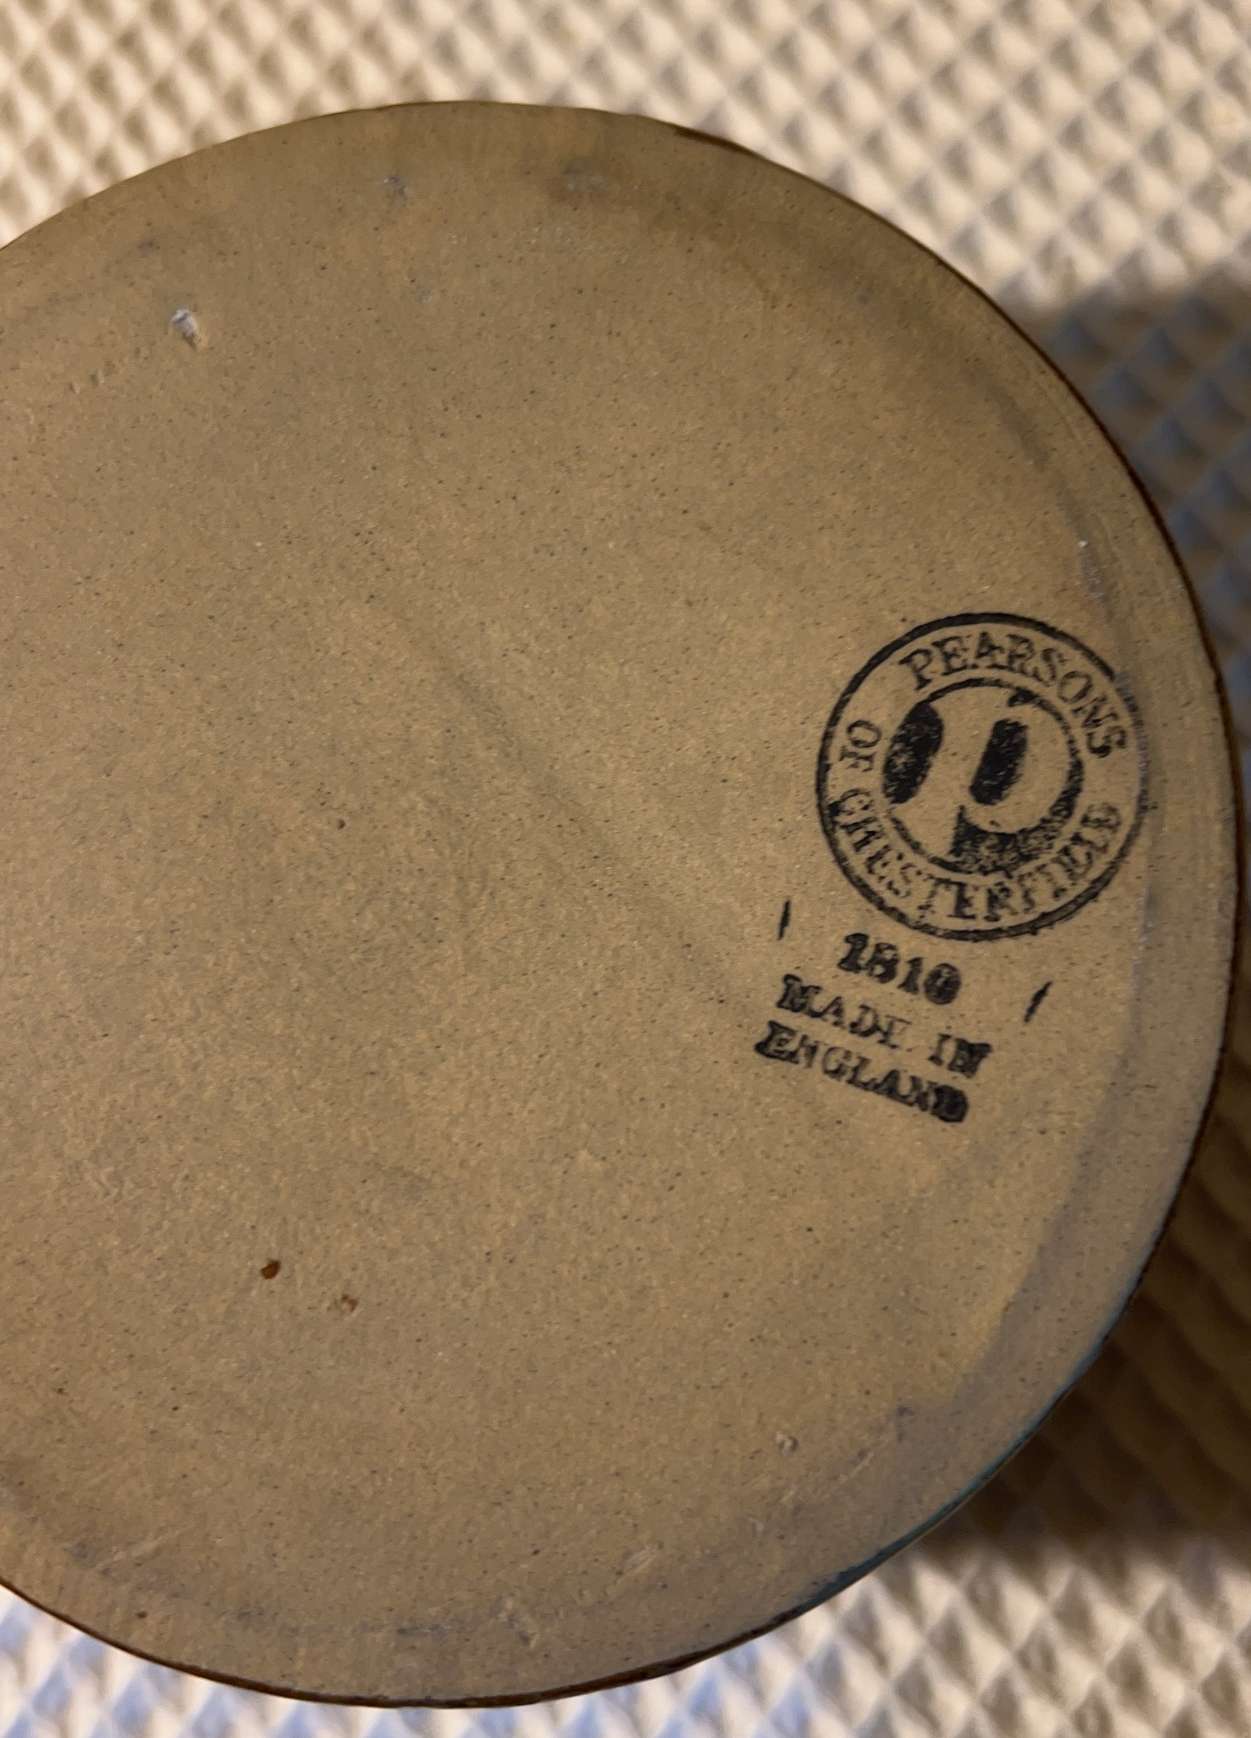 PEARSONS
OF CHESTERFIELD
P
1810
MADE IN
ENGLAND